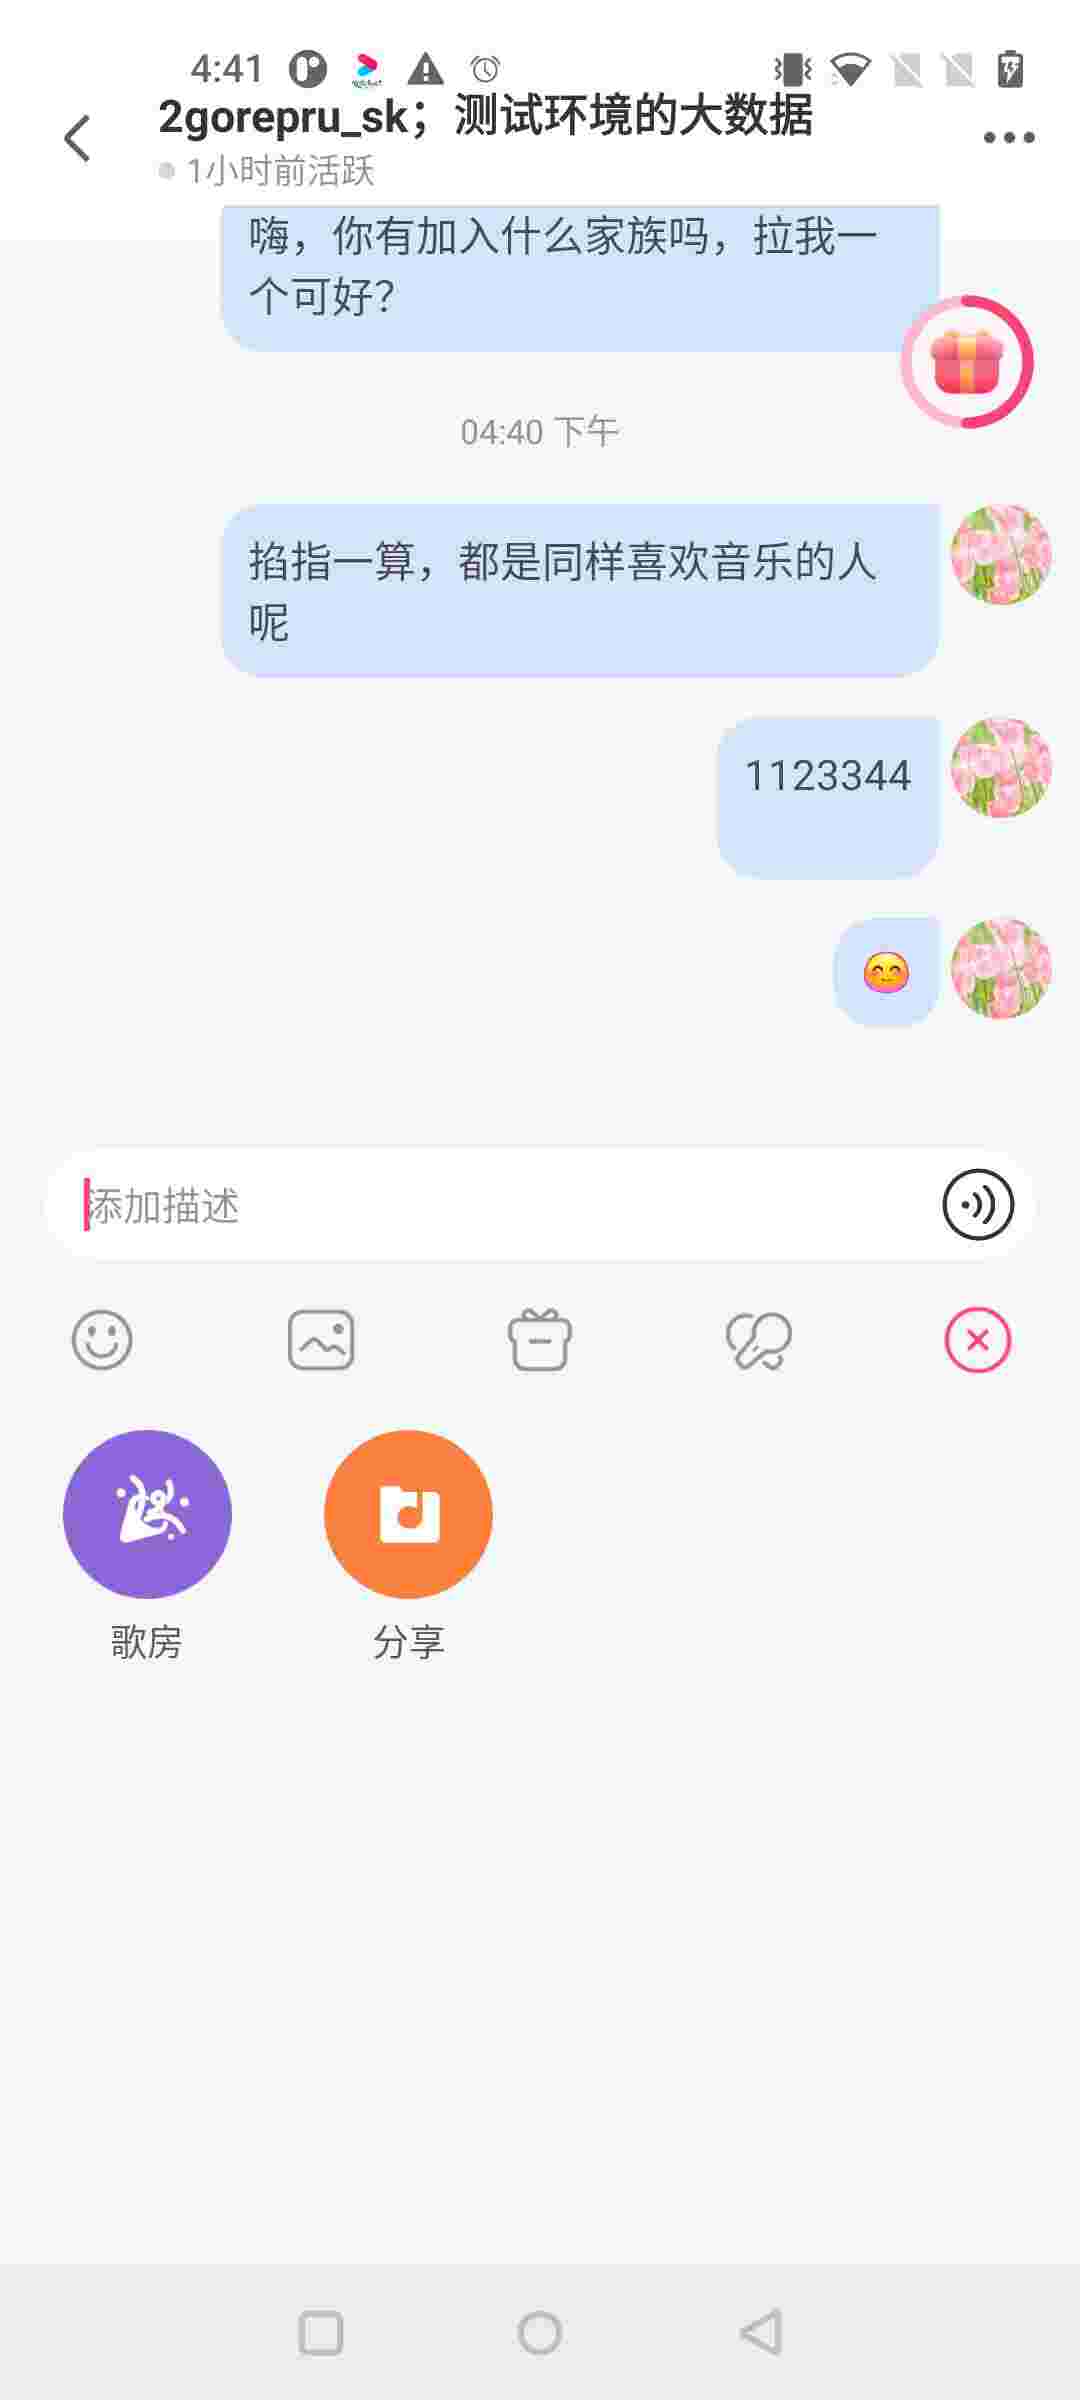 4:41
2gorepru_sk；测试环境的大数据
1小时前活跃
嗨，你有加入什么家族吗，拉我一
个可好？
04:40 下午
掐指一算，都是同样喜欢音乐的人
呢
1123344
添加描述
歌房
分享